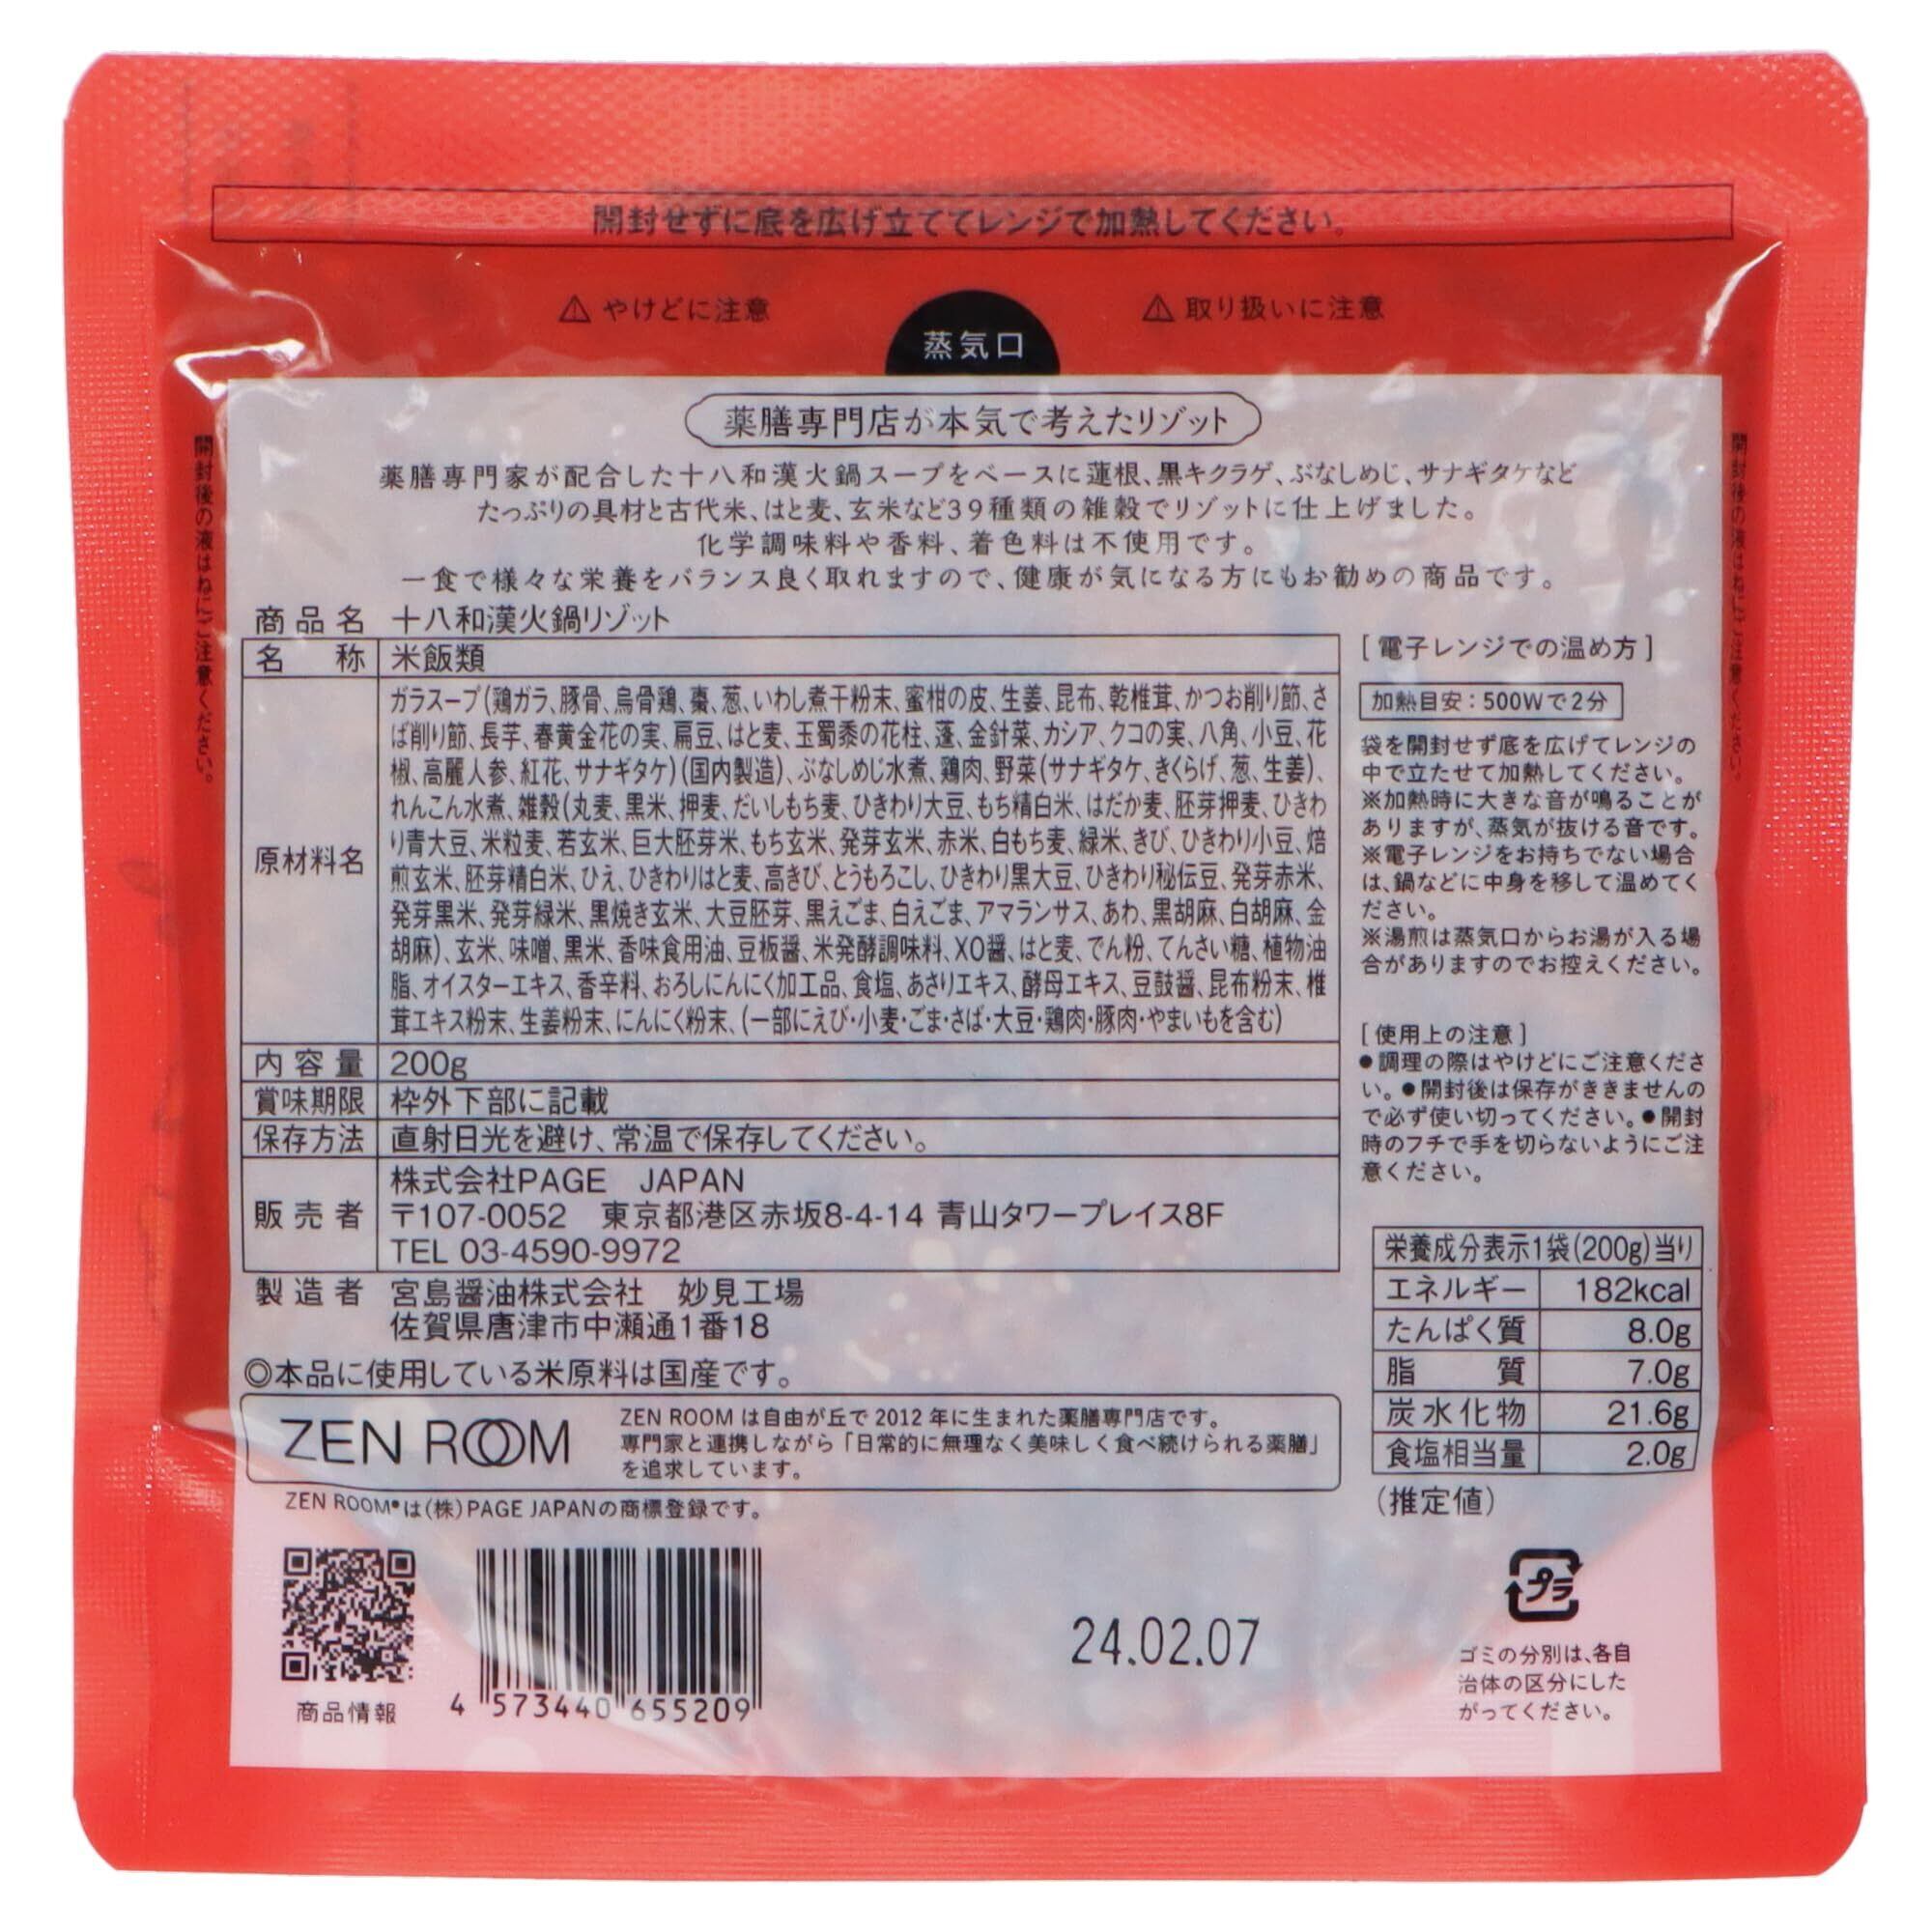 開封せずに底を広げ立ててレンジで加熱してください。
⚠ やけどに注意
⚠ 取り扱いに注意
蒸気口
開封後の液はねにご注意ください。
開封後の液はねにご注意ください。
薬膳専門店が本気で考えたリゾット
薬膳専門家が配合した十八和漢火鍋スープをベースに蓮根、黒キクラゲ、ぶなしめじ、サナギタケなど
たっぷりの具材と古代米、はと麦、玄米など39種類の雑穀でリゾットに仕上げました。
化学調味料や香料、着色料は不使用です。
一食で様々な栄養をバランス良く取れますので、健康が気になる方にもお勧めの商品です。
商品名 十八和漢火鍋リゾット
名 称 米飯類
原材料名
ガラスープ(鶏ガラ、豚骨、烏骨鶏、棗、葱、いわし煮干粉末、蜜柑の皮、生姜、昆布、乾椎茸、かつお削り節、さ
ば削り節、長芋、春黄金花の実、扁豆、はと麦、玉蜀黍の花柱、蓬、金針菜、カシア、クコの実、八角、小豆、花
椒、高麗人参、紅花、サナギタケ)(国内製造)、ぶなしめじ水煮、鶏肉、野菜(サナギタケ、きくらげ、葱、生姜)、
れんこん水煮、雑穀(丸麦、黒米、押麦、だいしもち麦、ひきわり大豆、もち精白米、はだか麦、胚芽押麦、ひきわ
り青大豆、米粒麦、若玄米、巨大胚芽米、もち玄米、発芽玄米、赤米、白もち麦、緑米、きび、ひきわり小豆、焙
煎玄米、胚芽精白米、ひえ、ひきわりはと麦、高きび、とうもろこし、ひきわり黒大豆、ひきわり秘伝豆、発芽赤米、
発芽黒米、発芽緑米、黒焼き玄米、大豆胚芽、黒えごま、白えごま、アマランサス、あわ、黒胡麻、白胡麻、金
胡麻)、玄米、味噌、黒米、香味食用油、豆板醤、米発酵調味料、XO醤、はと麦、でん粉、てんさい糖、植物油
脂、オイスターエキス、香辛料、おろしにんにく加工品、食塩、あさりエキス、酵母エキス、豆鼓醤、昆布粉末、椎
茸エキス粉末、生姜粉末、にんにく粉末、(一部にえび・小麦・ごま・さば・大豆・鶏肉・豚肉・やまいもを含む)
内容量 200g
賞味期限 枠外下部に記載
保存方法 直射日光を避け、常温で保存してください。
販売者
株式会社PAGE JAPAN
〒107-0052 東京都港区赤坂8-4-14 青山タワープレイス8F
TEL 03-4590-9972
製造者 宮島醤油株式会社 妙見工場
佐賀県唐津市中瀬通1番18
◎本品に使用している米原料は国産です。
ZEN ROOM
ZEN ROOM は自由が丘で 2012 年に生まれた薬膳専門店です。
専門家と連携しながら「日常的に無理なく美味しく食べ続けられる薬膳」
を追求しています。
ZEN ROOM®は(株)PAGE JAPANの商標登録です。
[電子レンジでの温め方]
加熱目安：500Wで2分
袋を開封せず底を広げてレンジの
中で立たせて加熱してください。
※加熱時に大きな音が鳴ることが
ありますが、蒸気が抜ける音です。
※電子レンジをお持ちでない場合
は、鍋などに中身を移して温めてく
ださい。
※湯煎は蒸気口からお湯が入る場
合がありますのでお控えください。
[使用上の注意]
●調理の際はやけどにご注意くださ
い。●開封後は保存がききませんの
で必ず使い切ってください。●開封
時のフチで手を切らないようにご注
意ください。
栄養成分表示1袋(200g)当り
エネルギー 182kcal
たんぱく質 8.0g
脂 質 7.0g
炭水化物 21.6g
食塩相当量 2.0g
(推定値)
商品情報
4 573440 655209
24.02.07
プラ
ゴミの分別は、各自
治体の区分にした
がってください。